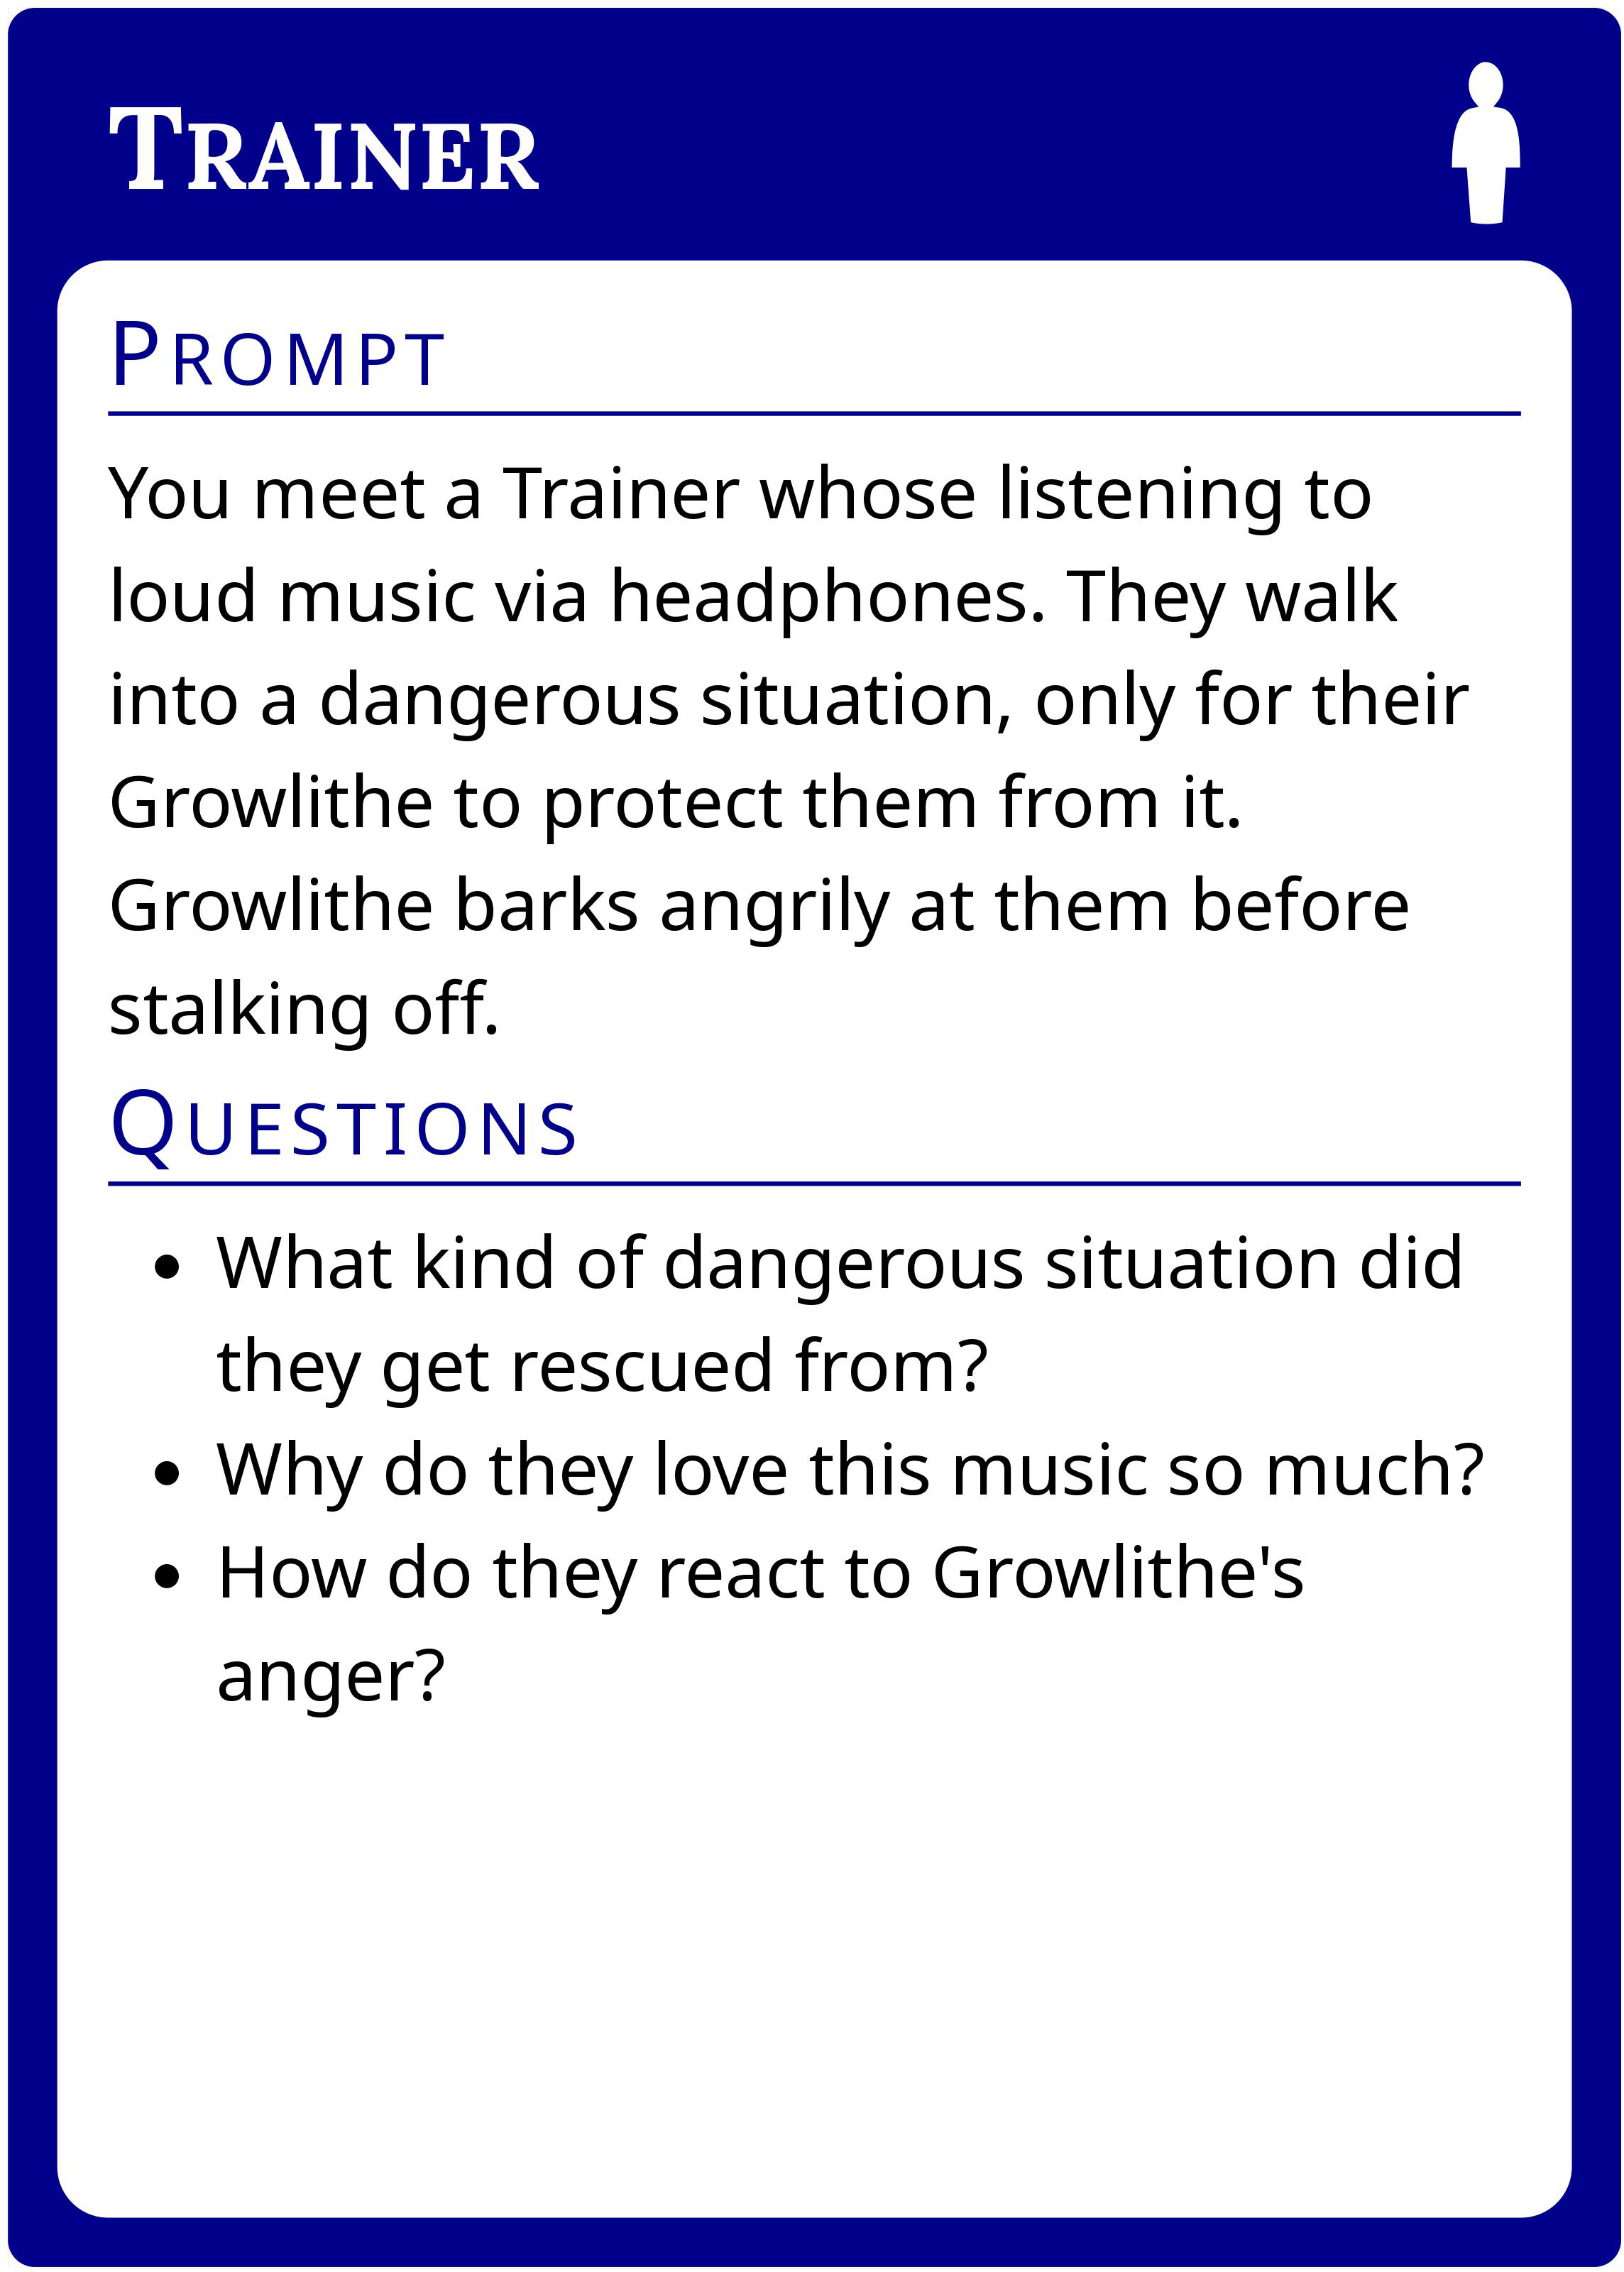 Trainer
Prompt
You meet a Trainer whose listening to
loud music via headphones. They walk
into a dangerous situation, only for their
Growlithe to protect them from it.
Growlithe barks angrily at them before
stalking off.
Questions
• What kind of dangerous situation did
they get rescued from?
• Why do they love this music so much?
• How do they react to Growlithe's
anger?